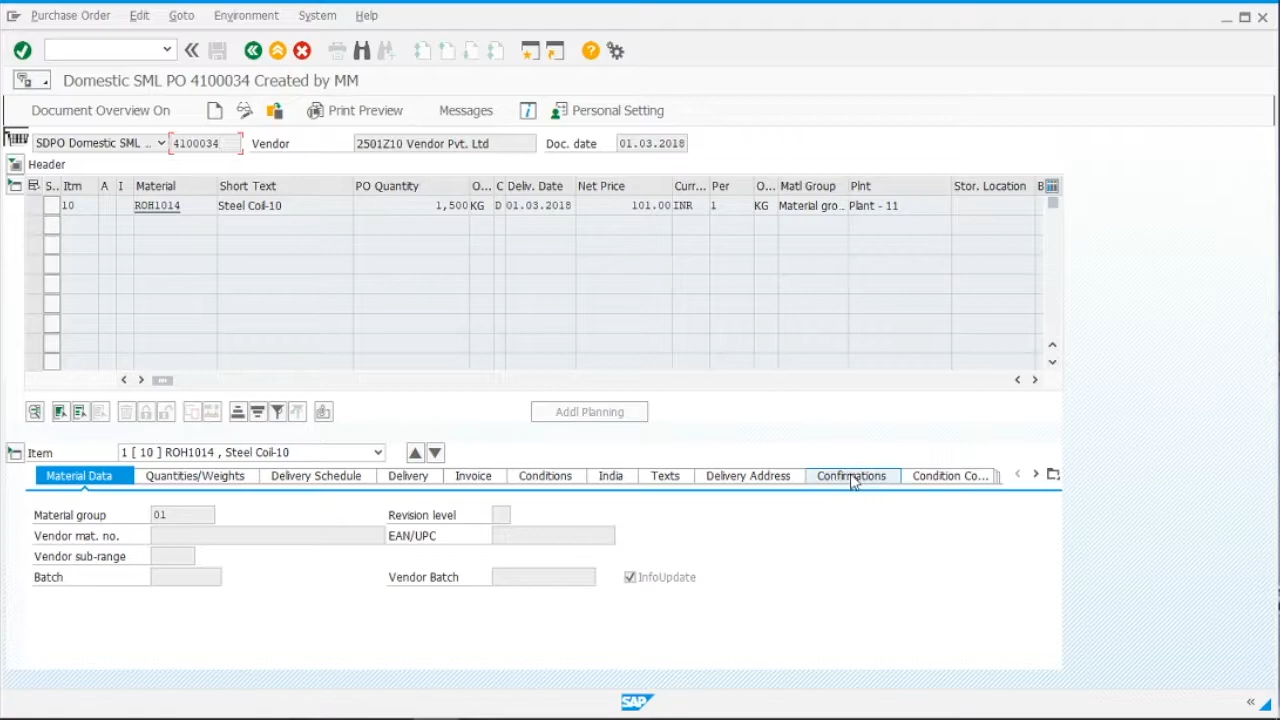 Purchase Order Edit Goto Environment System Help
Domestic SML PO 4100034 Created by MM
Document Overview On Print Preview Messages Personal Setting
SDPO Domestic SML .. 4100034 Vendor 2501Z10 Vendor Pvt. Ltd Doc. date 01.03.2018
Header
S.. Itm A I Material Short Text PO Quantity O... C Deliv. Date Net Price Curr... Per O... Matl Group Plnt Stor. Location B
10 ROH1014 Steel Coil-10 1,500 KG D 01.03.2018 101.00 INR 1 KG Material gro.. Plant - 11
Addl Planning
Item 1 [ 10 ] ROH1014 , Steel Coil-10
Material Data Quantities/Weights Delivery Schedule Delivery Invoice Conditions India Texts Delivery Address Confirmations Condition Co...
Material group 01 Revision level
Vendor mat. no. EAN/UPC
Vendor sub-range
Batch Vendor Batch InfoUpdate
SAP